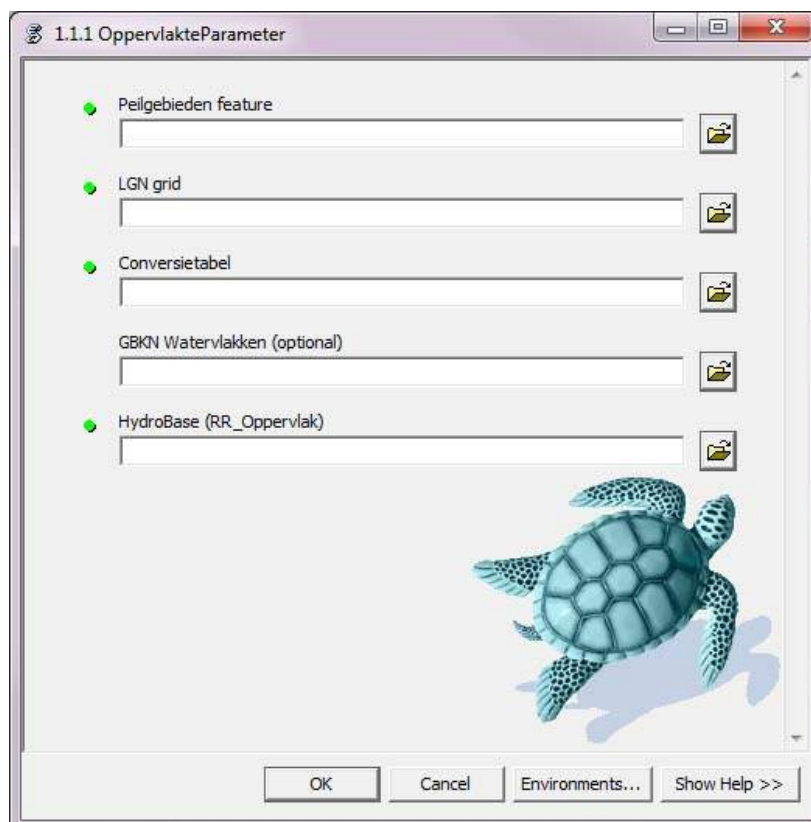 1.1.1 OppervlakteParameter
Peilgebieden feature
LGN grid
Conversietabel
GBKN Watervlakken (optional)
HydroBase (RR_Oppervlak)
OK Cancel Environments... Show Help >>